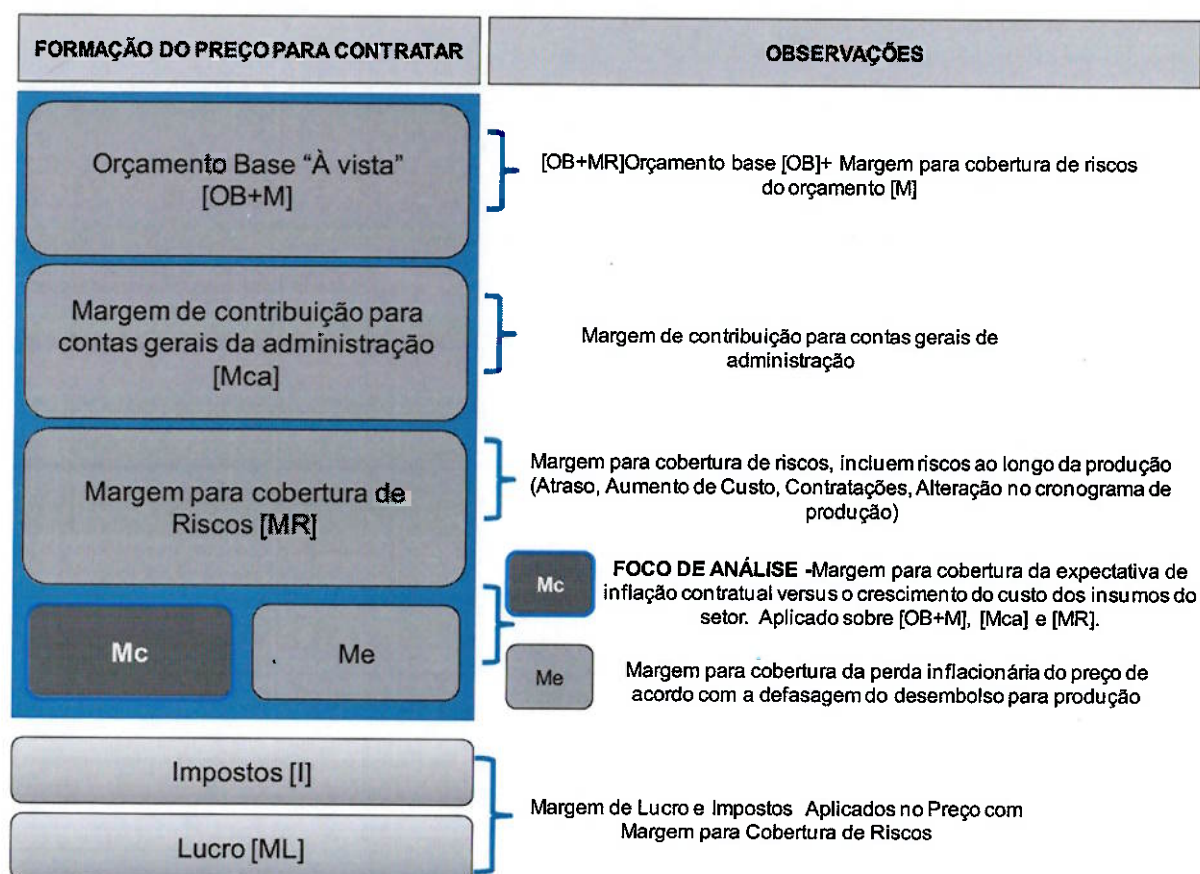 FORMAÇÃO DO PREÇO PARA CONTRATAR
OBSERVAÇÕES
Orçamento Base “À vista”
[OB+M]
[OB+MR]Orçamento base [OB]+ Margem para cobertura de riscos
do orçamento [M]
Margem de contribuição para
contas gerais da administração
[Mca]
Margem de contribuição para contas gerais de
administração
Margem para cobertura de
Riscos [MR]
Margem para cobertura de riscos, incluem riscos ao longo da produção
(Atraso, Aumento de Custo, Contratações, Alteração no cronograma de
produção)
Mc
Me
Mc
FOCO DE ANÁLISE -Margem para cobertura da expectativa de
inflação contratual versus o crescimento do custo dos insumos do
setor. Aplicado sobre [OB+M], [Mca] e [MR].
Me
Margem para cobertura da perda inflacionária do preço de
acordo com a defasagem do desembolso para produção
Impostos [I]
Lucro [ML]
Margem de Lucro e Impostos Aplicados no Preço com
Margem para Cobertura de Riscos